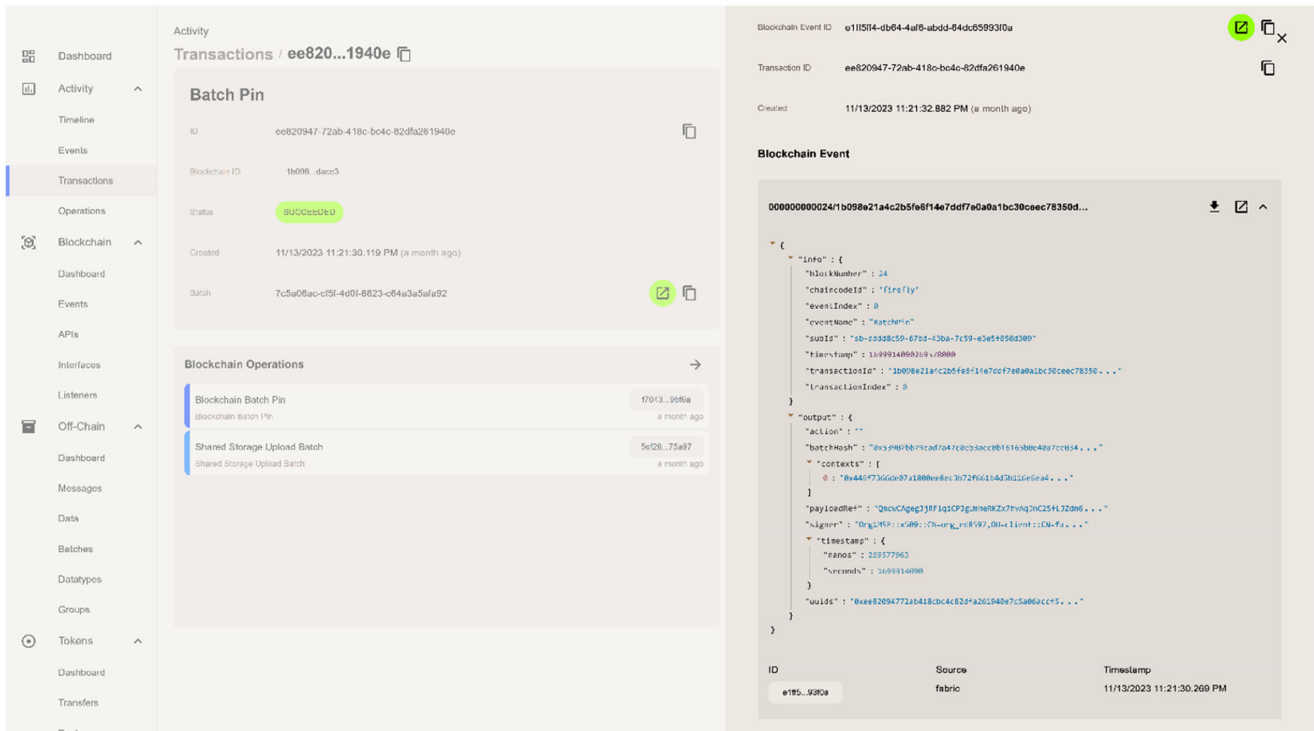 Dashboard
Activity
Timeline
Events
Transactions
Operations
Blockchain
Dashboard
Events
APIs
Interfaces
Listeners
Off-Chain
Dashboard
Messages
Data
Batches
Datatypes
Groups
Tokens
Dashboard
Transfers
Activity
Transactions / ee820...1940e
Batch Pin
ID ee820947-72ab-418c-bc4c-82dfa261940e
Blockchain ID 1b098...dace3
Status SUCCEEDED
Created 11/13/2023 11:21:30.119 PM (a month ago)
Batch
Blockchain Operations
Blockchain Batch Pin
Blockchain Batch Pin a month ago
Shared Storage Upload Batch
Shared Storage Upload Batch a month ago
Blockchain Event ID
Transaction ID ee820947-72ab-418c-bc4c-82dfa261940e
Created 11/13/2023 11:21:32.882 PM (a month ago)
Blockchain Event
{
"info" : {
"blockNumber" : 24
"chaincodeId" : "firefly"
"eventIndex" : 0
"eventName" : "BatchPin"
"subId" :
"timestamp" :
"transactionId" :
"transactionIndex" : 0
}
"output" : {
"action" : ""
"batchHash" :
"contexts" : [
0 :
]
"payloadRef" :
"signer" :
"timestamp" : {
"nanos" : 269577963
"seconds" : 1699914090
}
"uuids" :
}
}
ID Source Timestamp
fabric 11/13/2023 11:21:30.269 PM